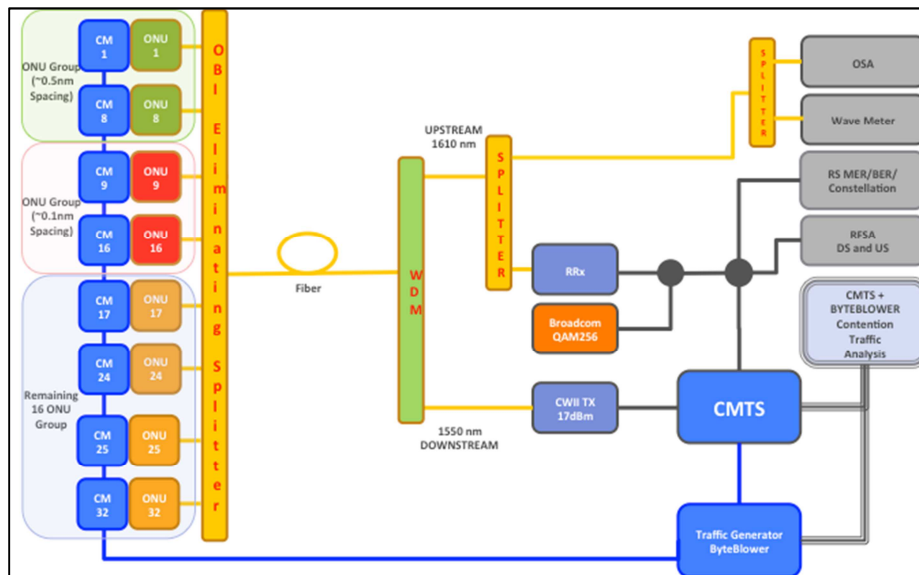 CM
1
ONU
1
ONU Group
(~0.5nm
Spacing)
CM
8
ONU
8
ONU Group
(~0.1nm
Spacing)
CM
9
ONU
9
CM
16
ONU
16
CM
17
ONU
17
CM
24
ONU
24
Remaining
16 ONU
Group
CM
25
ONU
25
CM
32
ONU
32
OBI Eliminating Splitter
Fiber
WDM
UPSTREAM
1610 nm
1550 nm
DOWNSTREAM
SPLITTER
SPLITTER
OSA
Wave Meter
RS MER/BER/
Constellation
RFSA
DS and US
RRx
Broadcom
QAM256
CWII TX
17dBm
CMTS
CMTS +
BYTEBLOWER
Contention
Traffic
Analysis
Traffic Generator
ByteBlower